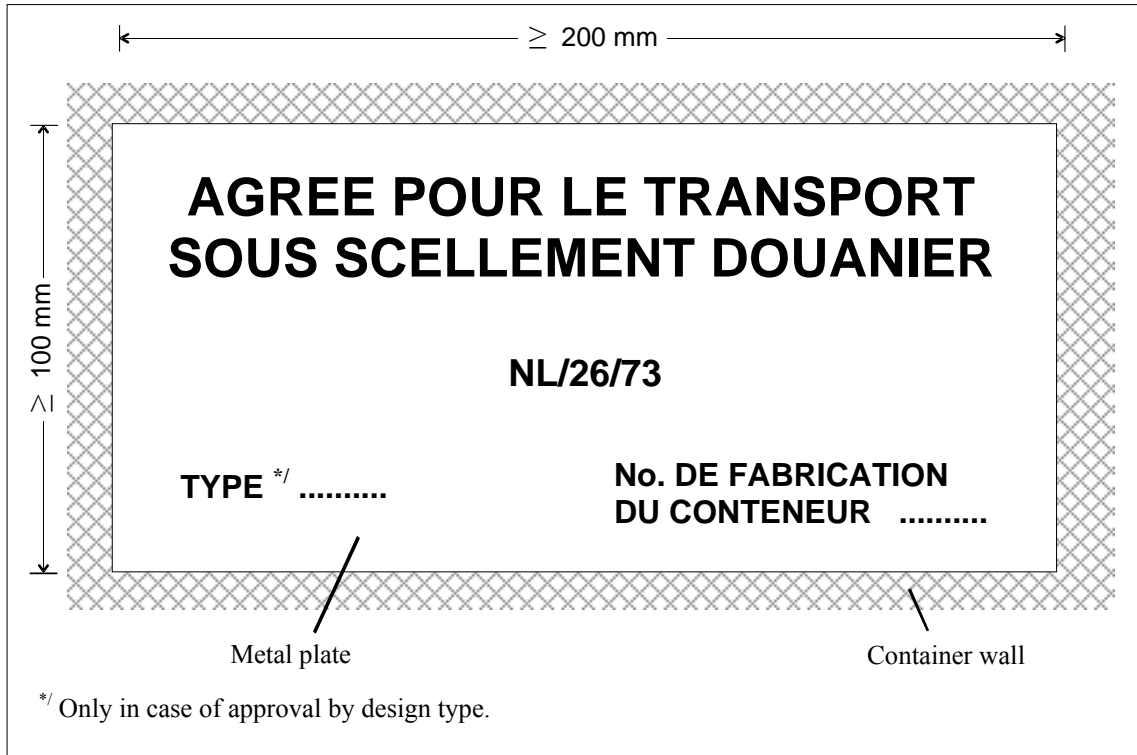 ≥ 200 mm
≥ 100 mm
AGREE POUR LE TRANSPORT
SOUS SCELLEMENT DOUANIER
NL/26/73
TYPE */ ..........
No. DE FABRICATION
DU CONTENEUR ..........
Metal plate
Container wall
*/ Only in case of approval by design type.